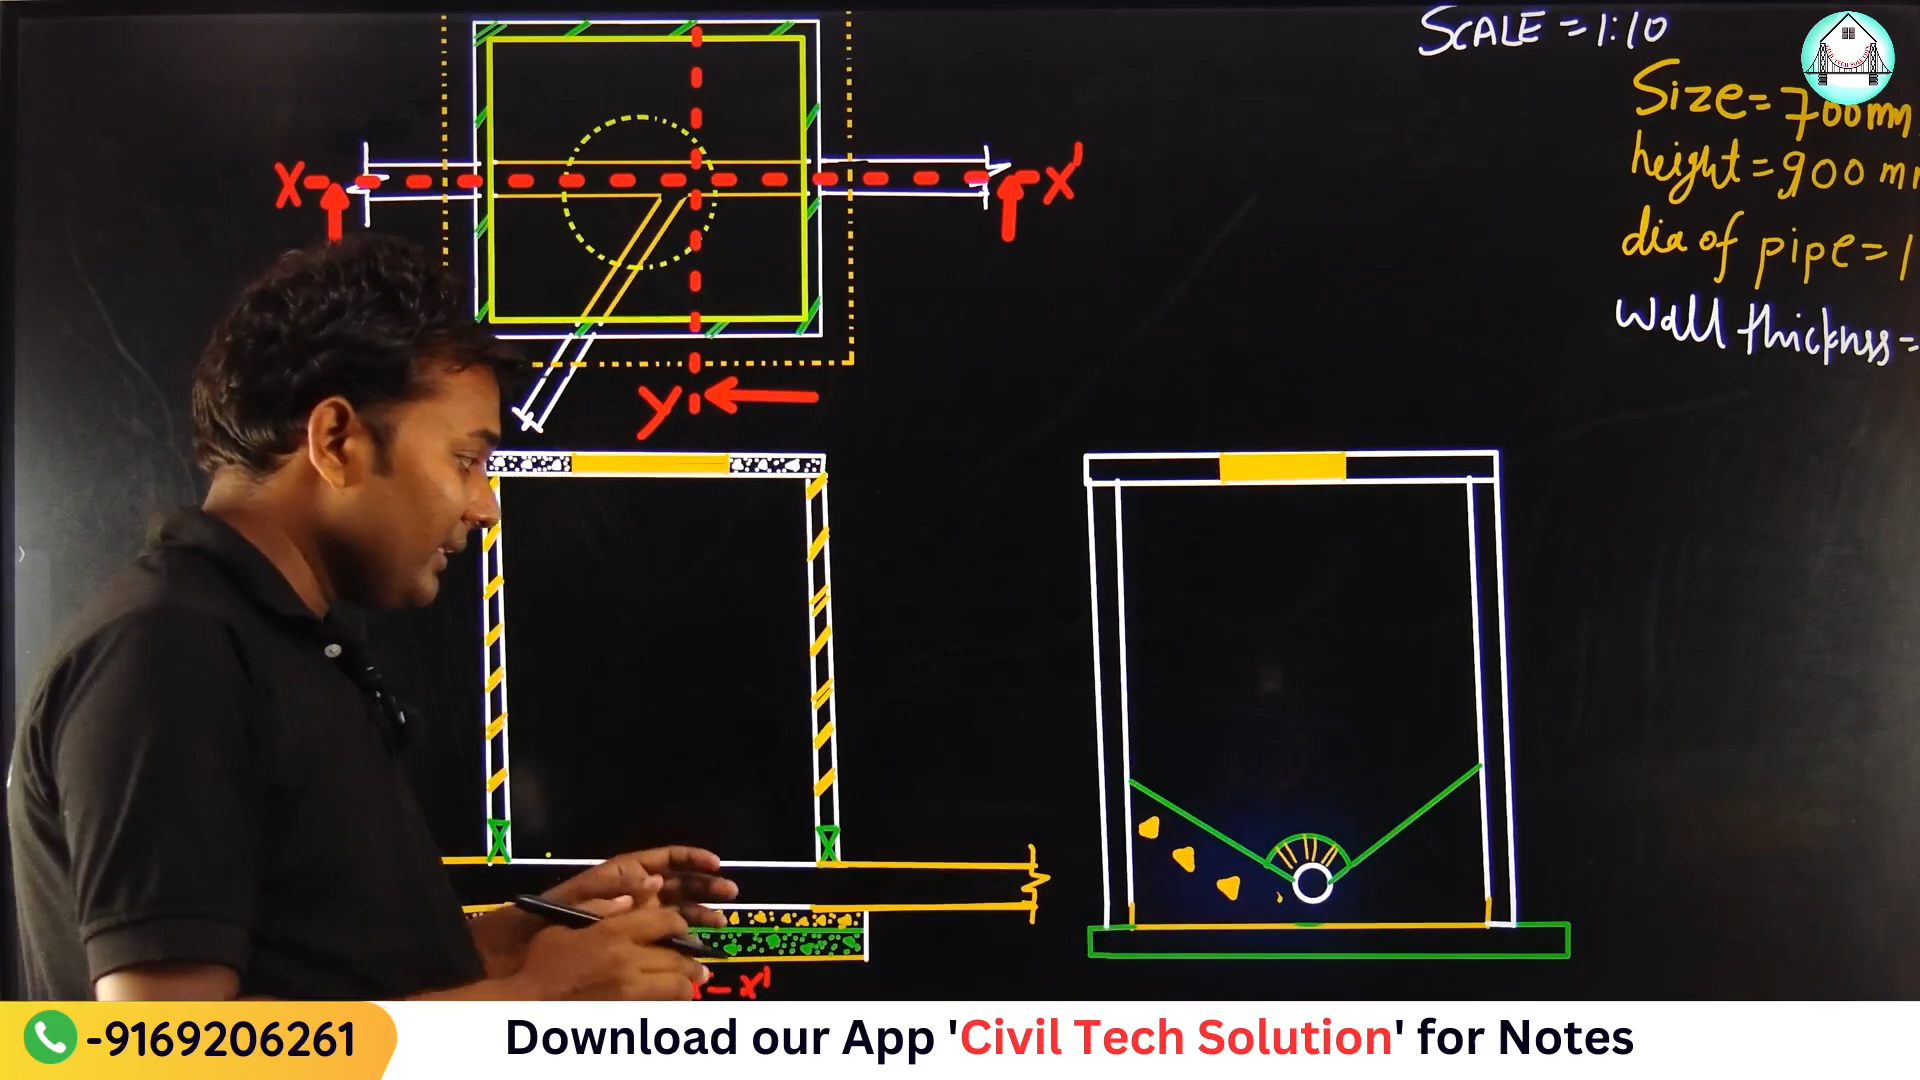 SCALE = 1:10
Size = 700mm
height = 900 m
dia of pipe = 1
wall thicknss =
X
X'
Y
- X'
-9169206261
Download our App 'Civil Tech Solution' for Notes